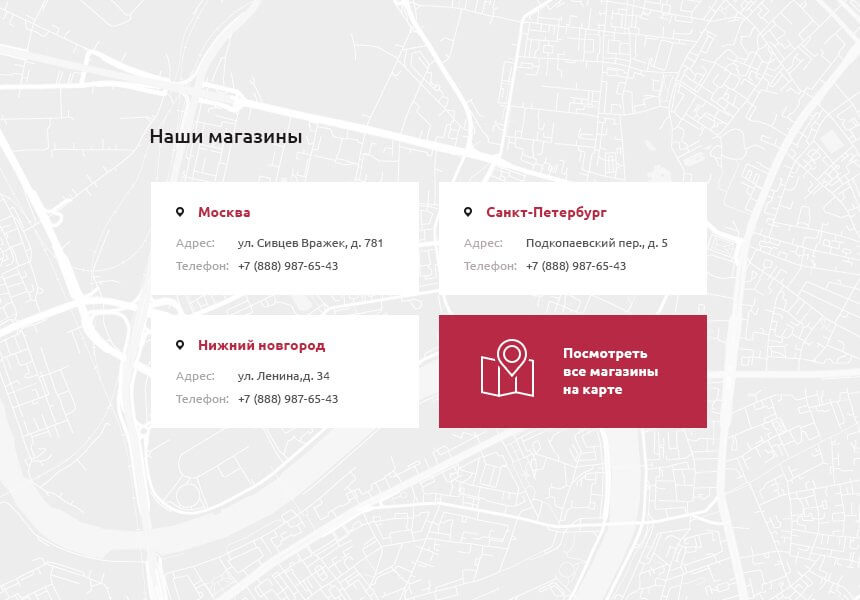 Наши магазины
Москва
Адрес: ул. Сивцев Вражек, д. 781
Телефон: +7 (888) 987-65-43
Санкт-Петербург
Адрес: Подкопаевский пер., д. 5
Телефон: +7 (888) 987-65-43
Нижний новгород
Адрес: ул. Ленина,д. 34
Телефон: +7 (888) 987-65-43
Посмотреть
все магазины
на карте